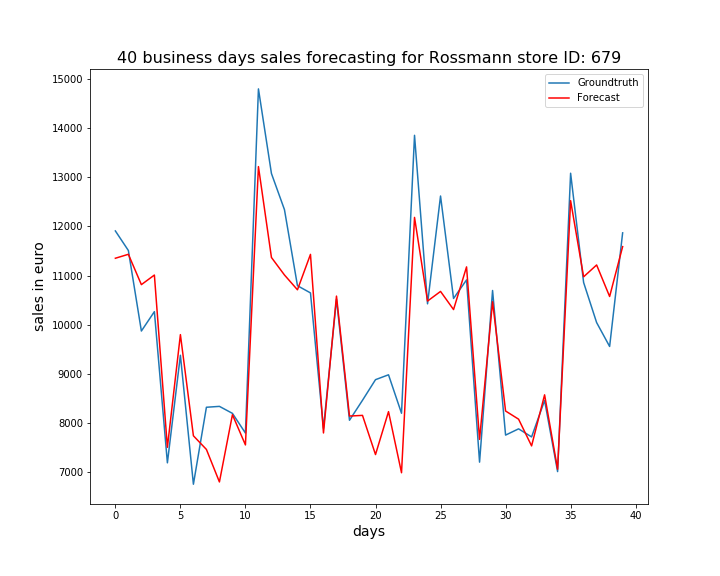 40 business days sales forecasting for Rossmann store ID: 679
Groundtruth
Forecast
sales in euro
15000
14000
13000
12000
11000
10000
9000
8000
7000
0 5 10 15 20 25 30 35 40
days